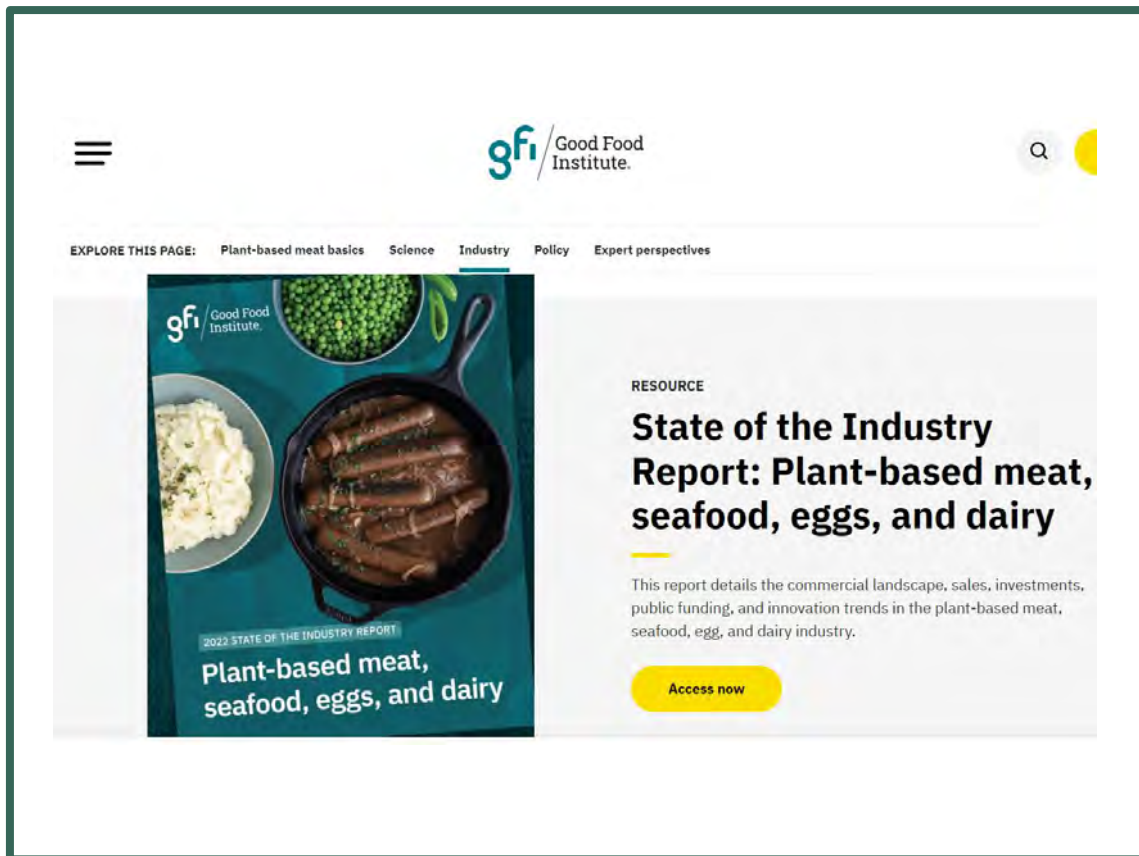 gfi Good Food
Institute.
EXPLORE THIS PAGE: Plant-based meat basics Science Industry Policy Expert perspectives
gfi Good Food
Institute.
2022 STATE OF THE INDUSTRY REPORT
Plant-based meat,
seafood, eggs, and dairy
RESOURCE
State of the Industry
Report: Plant-based meat,
seafood, eggs, and dairy
This report details the commercial landscape, sales, investments,
public funding, and innovation trends in the plant-based meat,
seafood, egg, and dairy industry.
Access now